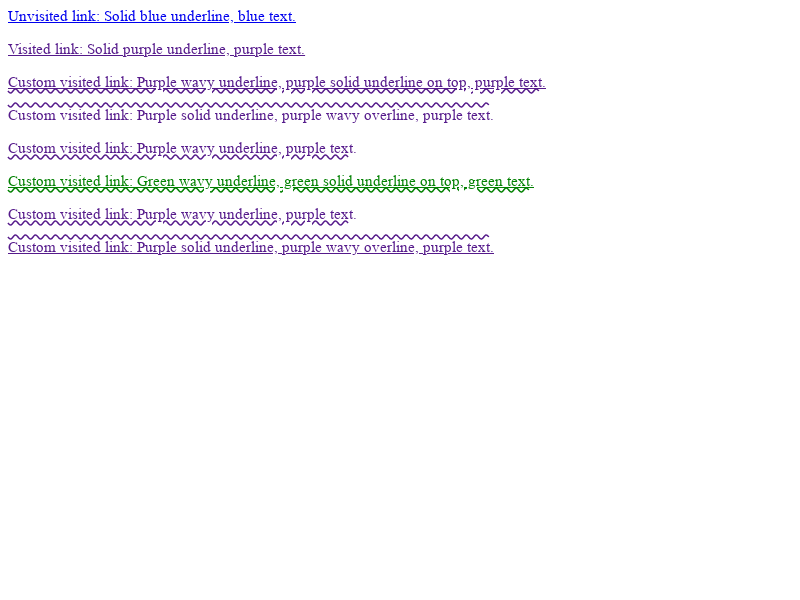 Unvisited link: Solid blue underline, blue text.
Visited link: Solid purple underline, purple text.
Custom visited link: Purple wavy underline, purple solid underline on top, purple text.
Custom visited link: Purple solid underline, purple wavy overline, purple text.
Custom visited link: Purple wavy underline, purple text.
Custom visited link: Green wavy underline, green solid underline on top, green text.
Custom visited link: Purple wavy underline, purple text.
Custom visited link: Purple solid underline, purple wavy overline, purple text.